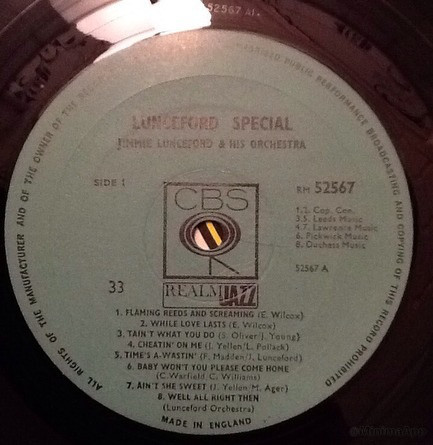 52567 A
ALL RIGHTS OF THE MANUFACTURER AND OF THE OWNER OF THE
PUBLIC PERFORMANCE BROADCASTING AND COPYING OF THIS RECORD PROHIBITED
LUNCEFORD SPECIAL
JIMMIE LUNCEFORD & HIS ORCHESTRA
SIDE 1
RM 52567
CBS
1.2. Cop. Con.
3.5. Leeds Music
4.7. Lawrence Music
6. Pickwick Music
8. Duchess Music
52567 A
33
REALM JAZZ
1. FLAMING REEDS AND SCREAMING (E. Wilcox)
2. WHILE LOVE LASTS (E. Wilcox)
3. TAIN'T WHAT YOU DO (S. Oliver/J. Young)
4. CHEATIN' ON ME (J. Yellen/L. Pollack)
5. TIME'S A-WASTIN' (F. Madden/J. Lunceford)
6. BABY WON'T YOU PLEASE COME HOME
(C. Warfield/C. Williams)
7. AIN'T SHE SWEET (J. Yellen/M. Ager)
8. WELL ALL RIGHT THEN
(Lunceford Orchestra)
MADE IN ENGLAND